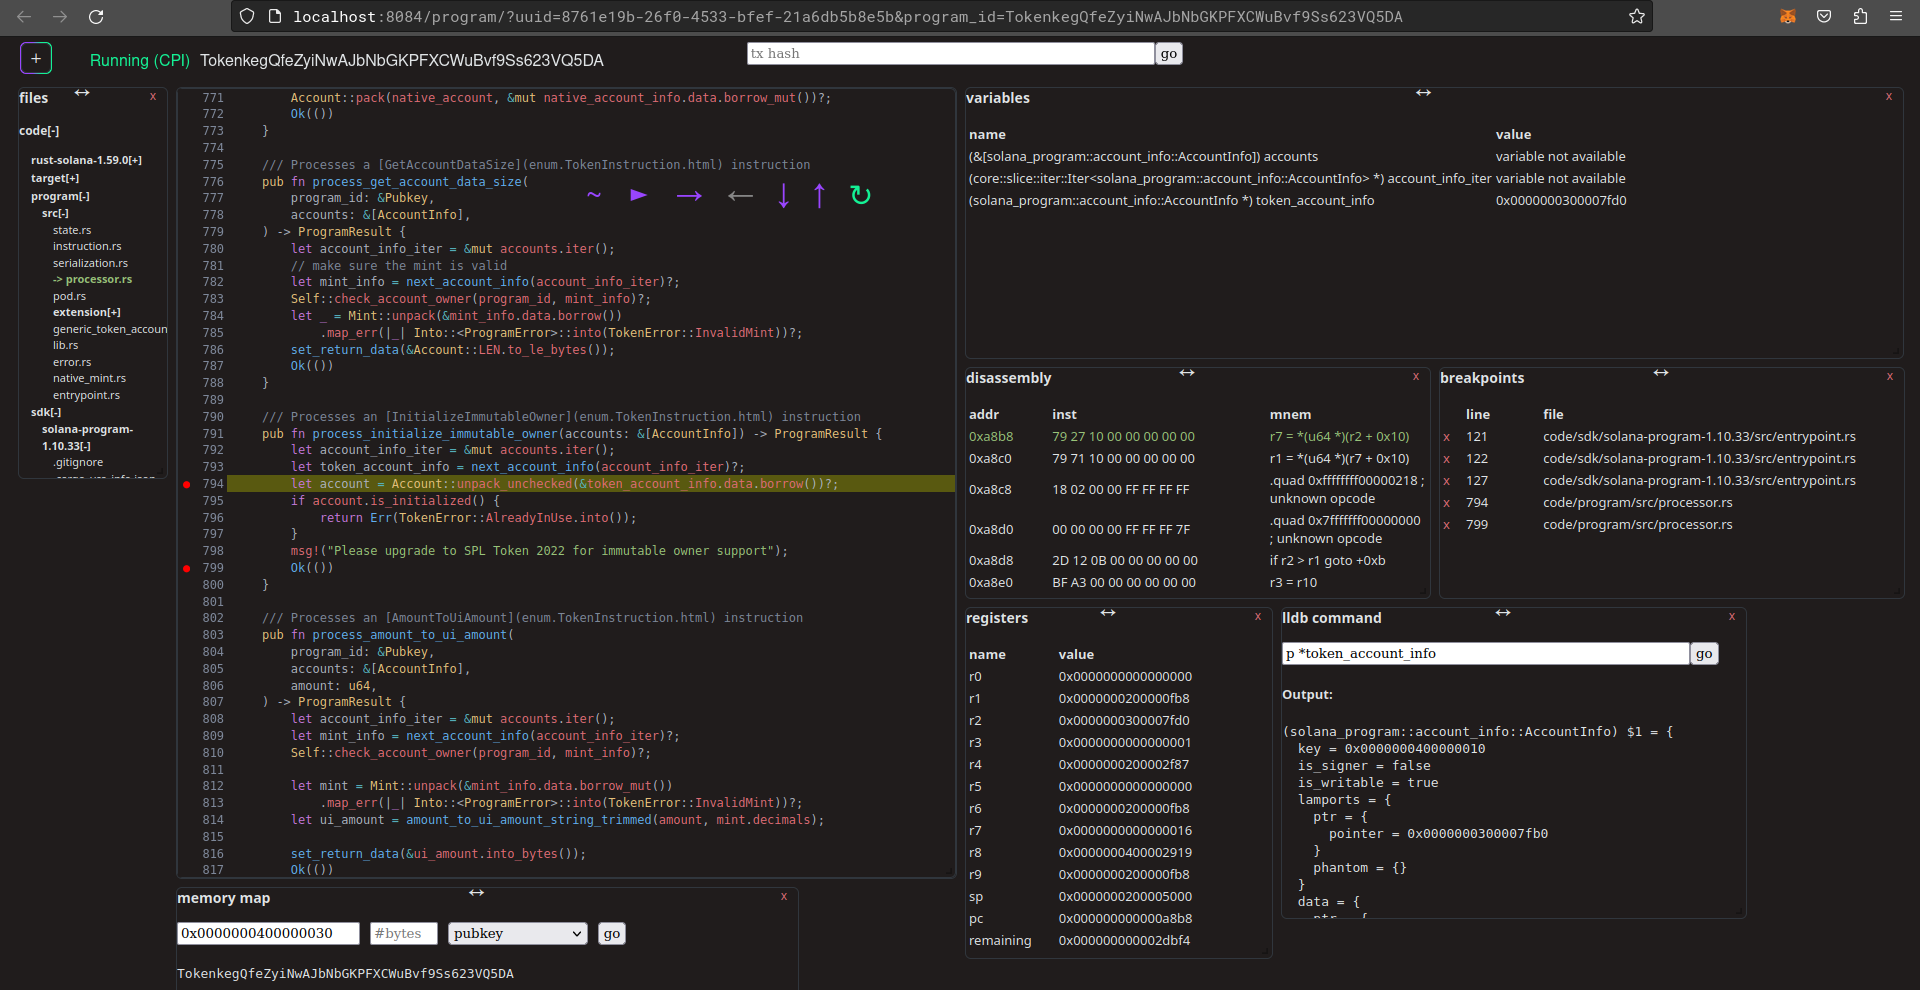 localhost:8084/program/?uuid=8761e19b-26f0-4533-bfef-21a6db5b8e5b&program_id=TokenkegQfeZyiNwAJbNbGKPFXCWuBvf9Ss623VQ5DA
+ Running (CPI) TokenkegQfeZyiNwAJbNbGKPFXCWuBvf9Ss623VQ5DA
tx hash go
files x
code[-]
rust-solana-1.59.0[+]
target[+]
program[-]
src[-]
state.rs
instruction.rs
serialization.rs
-> processor.rs
pod.rs
extension[+]
generic_token_accoun
lib.rs
error.rs
native_mint.rs
entrypoint.rs
sdk[-]
solana-program-
1.10.33[-]
.gitignore
771 Account::pack(native_account, &mut native_account_info.data.borrow_mut())?;
772 Ok(())
773 }
774
775 /// Processes a [GetAccountDataSize](enum.TokenInstruction.html) instruction
776 pub fn process_get_account_data_size(
777 program_id: &Pubkey,
778 accounts: &[AccountInfo],
779 ) -> ProgramResult {
780 let account_info_iter = &mut accounts.iter();
781 // make sure the mint is valid
782 let mint_info = next_account_info(account_info_iter)?;
783 Self::check_account_owner(program_id, mint_info)?;
784 let _ = Mint::unpack(&mint_info.data.borrow())
785 .map_err(|_| Into::<ProgramError>::into(TokenError::InvalidMint))?;
786 set_return_data(&Account::LEN.to_le_bytes());
787 Ok(())
788 }
789
790 /// Processes an [InitializeImmutableOwner](enum.TokenInstruction.html) instruction
791 pub fn process_initialize_immutable_owner(accounts: &[AccountInfo]) -> ProgramResult {
792 let account_info_iter = &mut accounts.iter();
793 let token_account_info = next_account_info(account_info_iter)?;
794 let account = Account::unpack_unchecked(&token_account_info.data.borrow())?;
795 if account.is_initialized() {
796 return Err(TokenError::AlreadyInUse.into());
797 }
798 msg!("Please upgrade to SPL Token 2022 for immutable owner support");
799 Ok(())
800 }
801
802 /// Processes an [AmountToUiAmount](enum.TokenInstruction.html) instruction
803 pub fn process_amount_to_ui_amount(
804 program_id: &Pubkey,
805 accounts: &[AccountInfo],
806 amount: u64,
807 ) -> ProgramResult {
808 let account_info_iter = &mut accounts.iter();
809 let mint_info = next_account_info(account_info_iter)?;
810 Self::check_account_owner(program_id, mint_info)?;
811
812 let mint = Mint::unpack(&mint_info.data.borrow_mut())
813 .map_err(|_| Into::<ProgramError>::into(TokenError::InvalidMint))?;
814 let ui_amount = amount_to_ui_amount_string_trimmed(amount, mint.decimals);
815
816 set_return_data(&ui_amount.into_bytes());
817 Ok(())
memory map x
0x0000000400000030 #bytes pubkey go
TokenkegQfeZyiNwAJbNbGKPFXCWuBvf9Ss623VQ5DA
variables x
name value
(&[solana_program::account_info::AccountInfo]) accounts variable not available
(core::slice::iter::Iter<solana_program::account_info::AccountInfo> *) account_info_iter variable not available
(solana_program::account_info::AccountInfo *) token_account_info 0x0000000300007fd0
disassembly x
addr inst mnem
0xa8b8 79 27 10 00 00 00 00 00 r7 = *(u64 *)(r2 + 0x10)
0xa8c0 79 71 10 00 00 00 00 00 r1 = *(u64 *)(r7 + 0x10)
0xa8c8 18 02 00 00 FF FF FF FF .quad 0xffffffff00000218 ;
unknown opcode
0xa8d0 00 00 00 00 FF FF FF 7F .quad 0x7fffffff00000000
; unknown opcode
0xa8d8 2D 12 0B 00 00 00 00 00 if r2 > r1 goto +0xb
0xa8e0 BF A3 00 00 00 00 00 00 r3 = r10
breakpoints x
line file
x 121 code/sdk/solana-program-1.10.33/src/entrypoint.rs
x 122 code/sdk/solana-program-1.10.33/src/entrypoint.rs
x 127 code/sdk/solana-program-1.10.33/src/entrypoint.rs
x 794 code/program/src/processor.rs
x 799 code/program/src/processor.rs
registers x
name value
r0 0x0000000000000000
r1 0x0000000200000fb8
r2 0x0000000300007fd0
r3 0x0000000000000001
r4 0x0000000200002f87
r5 0x0000000000000000
r6 0x0000000200000fb8
r7 0x0000000000000016
r8 0x0000000400002919
r9 0x0000000200000fb8
sp 0x0000000200005000
pc 0x000000000000a8b8
remaining 0x000000000002dbf4
lldb command x
p *token_account_info go
Output:
(solana_program::account_info::AccountInfo) $1 = {
key = 0x0000000400000010
is_signer = false
is_writable = true
lamports = {
ptr = {
pointer = 0x0000000300007fb0
}
phantom = {}
}
data = {
ptr = {